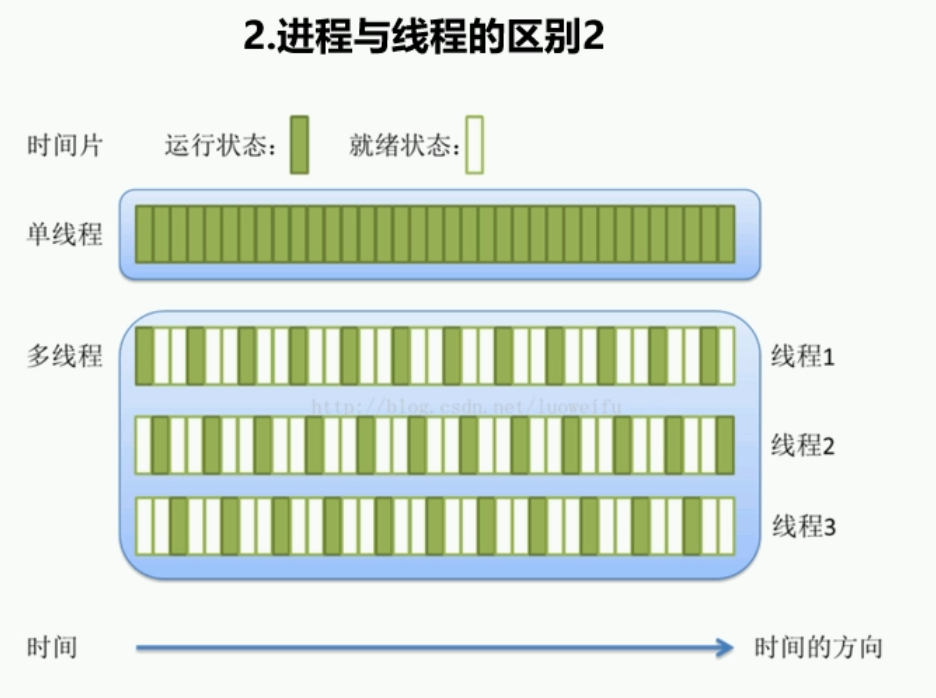 2.进程与线程的区别2
时间片 运行状态： 就绪状态：
单线程
多线程 线程1
http://blog.csdn.net/luoweifu
线程2
线程3
时间 时间的方向